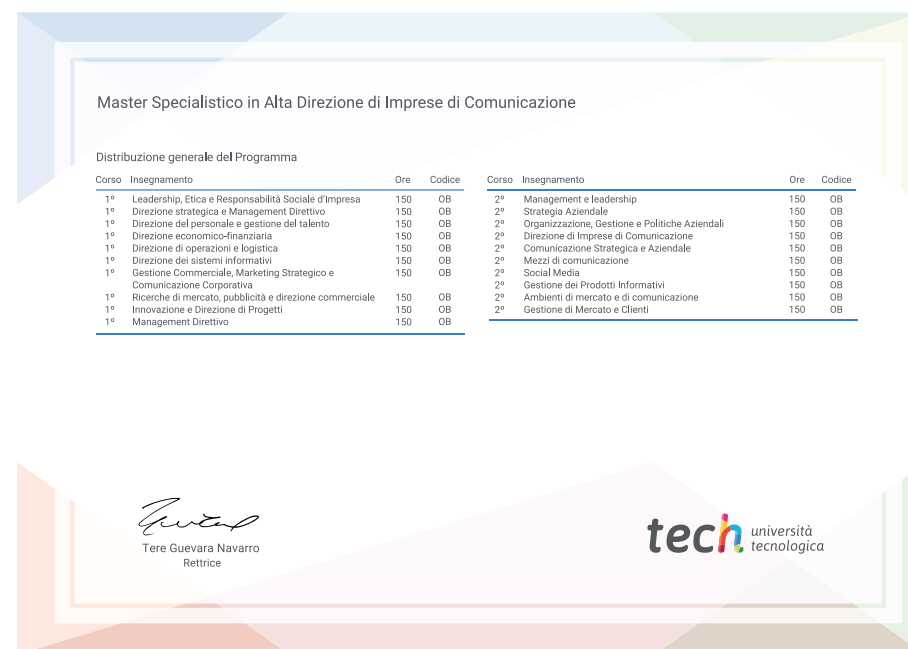 Master Specialistico in Alta Direzione di Imprese di Comunicazione
Distribuzione generale del Programma
Corso Insegnamento Ore Codice
1º Leadership, Etica e Responsabilità Sociale d'Impresa 150 OB
1º Direzione strategica e Management Direttivo 150 OB
1º Direzione del personale e gestione del talento 150 OB
1º Direzione economico-finanziaria 150 OB
1º Direzione di operazioni e logistica 150 OB
1º Direzione dei sistemi informativi 150 OB
1º Gestione Commerciale, Marketing Strategico e 150 OB
Comunicazione Corporativa
1º Ricerche di mercato, pubblicità e direzione commerciale 150 OB
1º Innovazione e Direzione di Progetti 150 OB
1º Management Direttivo 150 OB
Corso Insegnamento Ore Codice
2º Management e leadership 150 OB
2º Strategia Aziendale 150 OB
2º Organizzazione, Gestione e Politiche Aziendali 150 OB
2º Direzione di Imprese di Comunicazione 150 OB
2º Comunicazione Strategica e Aziendale 150 OB
2º Mezzi di comunicazione 150 OB
2º Social Media 150 OB
2º Gestione dei Prodotti Informativi 150 OB
2º Ambienti di mercato e di comunicazione 150 OB
2º Gestione di Mercato e Clienti 150 OB
Tere Guevara Navarro
Rettrice
tech università
tecnologica